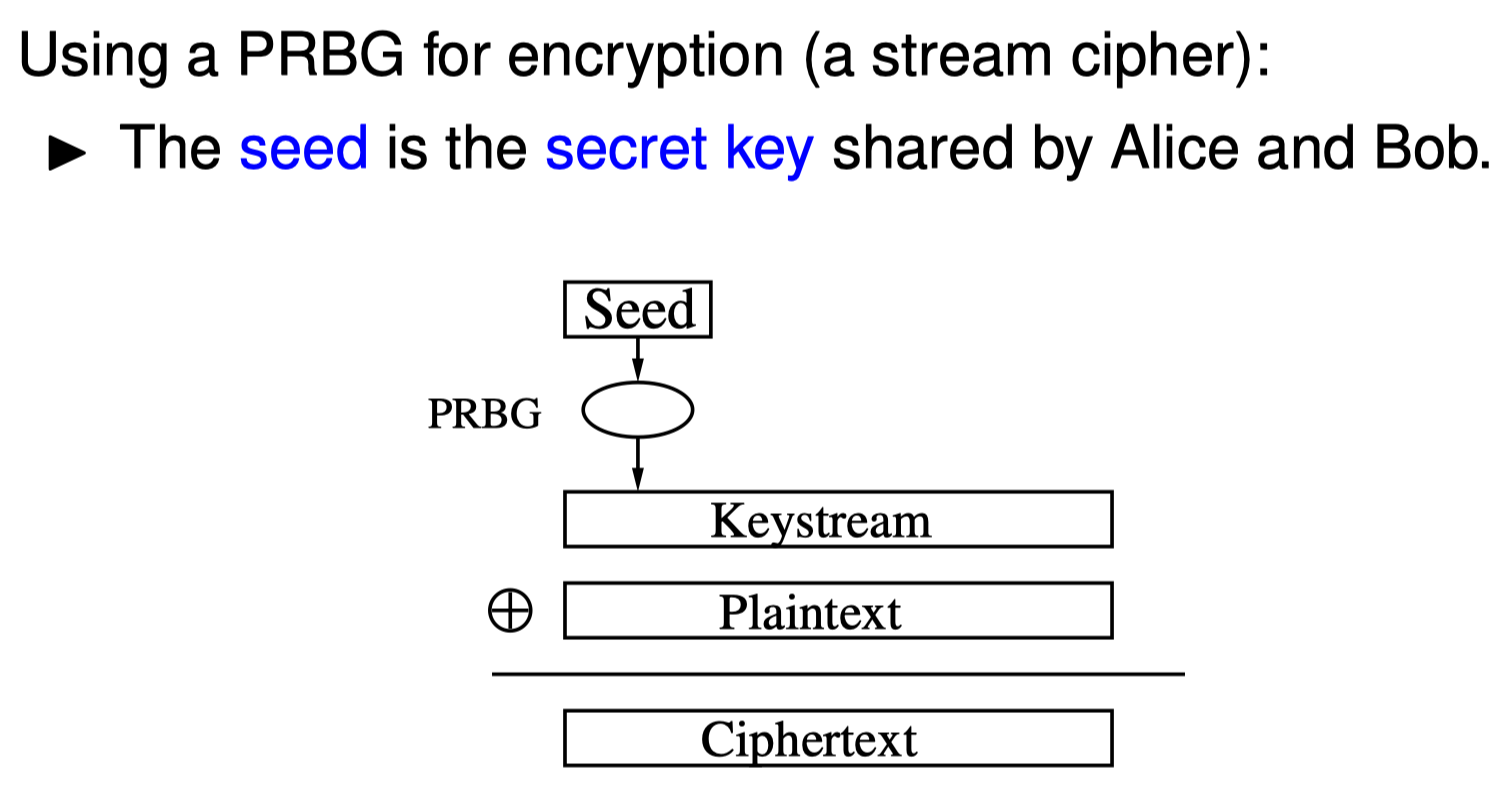 Using a PRBG for encryption (a stream cipher):
▶ The seed is the secret key shared by Alice and Bob.
Seed
PRBG
Keystream
⊕ Plaintext
Ciphertext